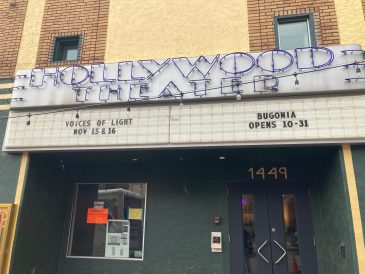 HOLLYWOOD
THEATER
VOICES OF LIGHT
NOV 15 & 16
BUGONIA
OPENS 10-31
1449